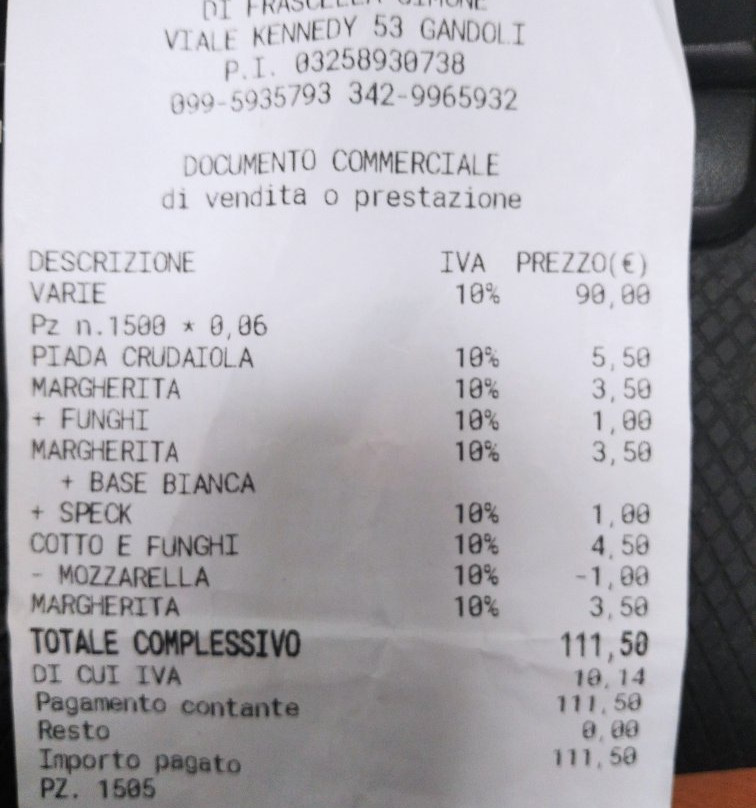 DI FRASCELLA SIMONE
VIALE KENNEDY 53 GANDOLI
P.I. 03258930738
099-5935793 342-9965932
DOCUMENTO COMMERCIALE
di vendita o prestazione
DESCRIZIONE IVA PREZZO(€)
VARIE 10% 90,00
Pz n.1500 * 0,06
PIADA CRUDAIOLA 10% 5,50
MARGHERITA 10% 3,50
+ FUNGHI 10% 1,00
MARGHERITA 10% 3,50
+ BASE BIANCA
+ SPECK 10% 1,00
COTTO E FUNGHI 10% 4,50
- MOZZARELLA 10% -1,00
MARGHERITA 10% 3,50
TOTALE COMPLESSIVO 111,50
DI CUI IVA 10,14
Pagamento contante 111,50
Resto 0,00
Importo pagato 111,50
PZ. 1505